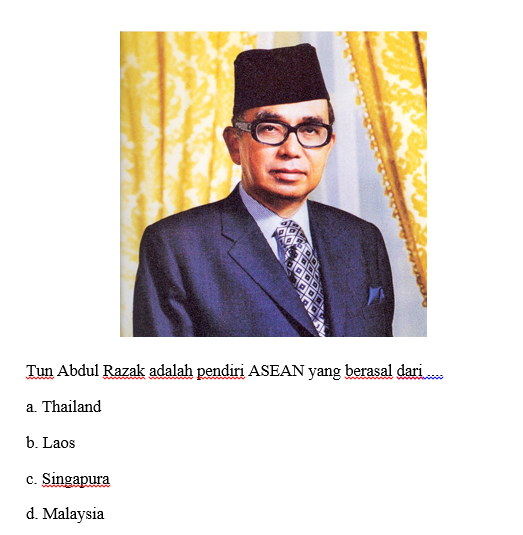 Tun Abdul Razak adalah pendiri ASEAN yang berasal dari ....
a. Thailand
b. Laos
c. Singapura
d. Malaysia